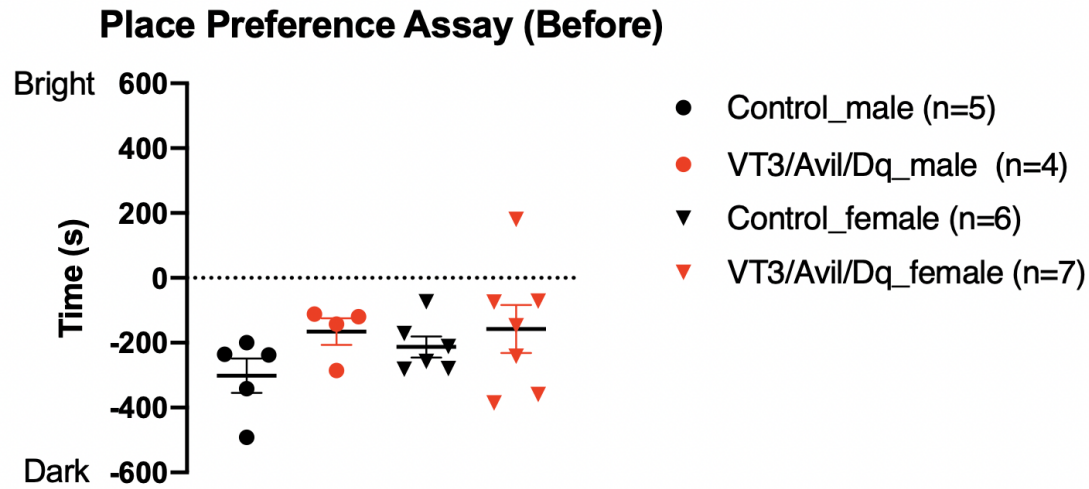 Place Preference Assay (Before)
Bright
600
400
200
0
-200
-400
-600
Dark
Time (s)
Control_male (n=5)
VT3/Avil/Dq_male (n=4)
Control_female (n=6)
VT3/Avil/Dq_female (n=7)